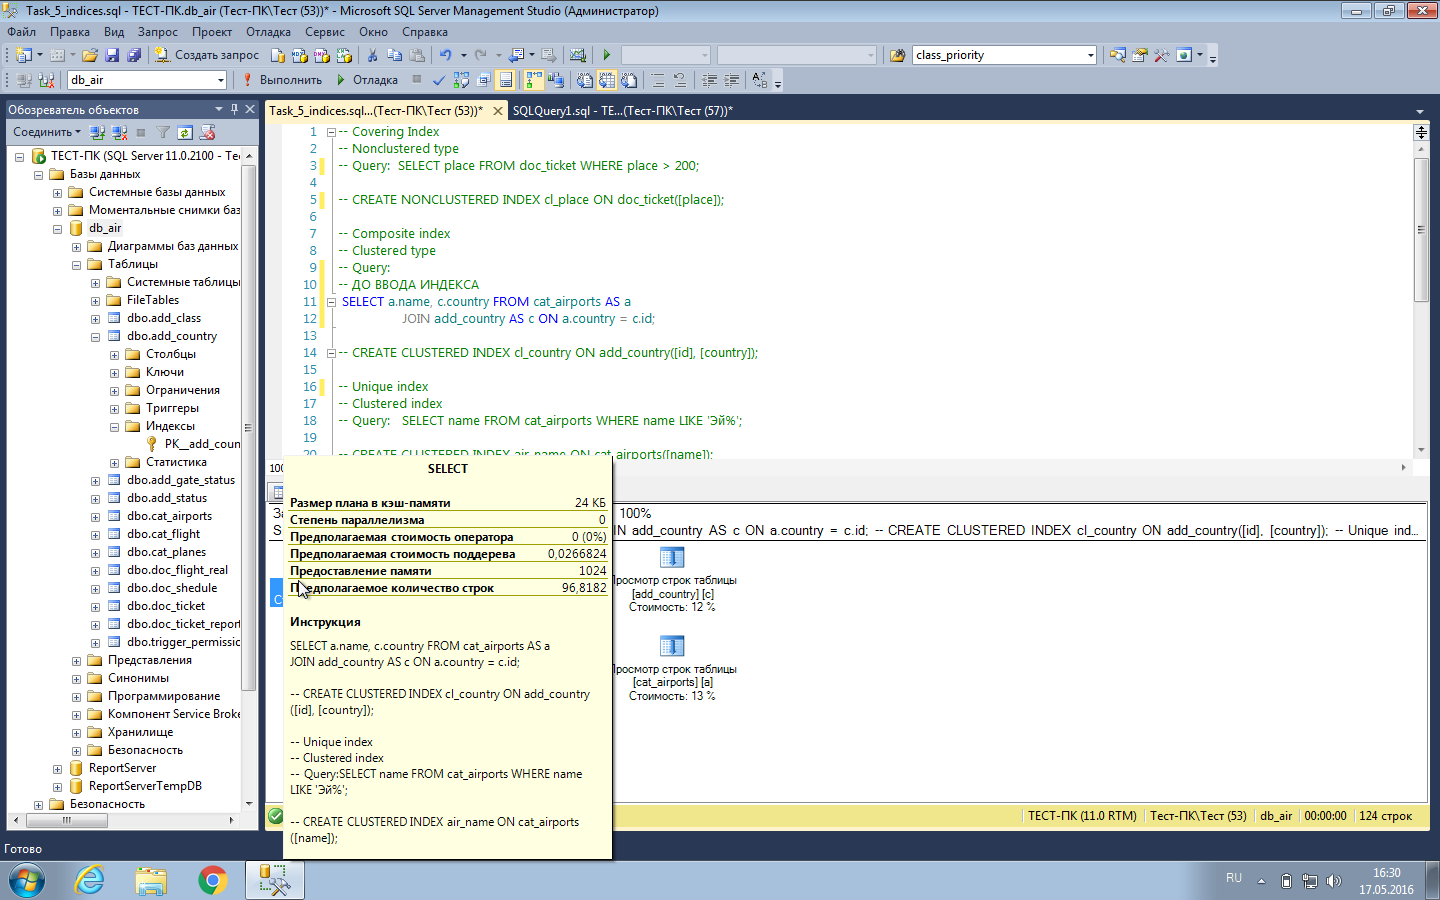 Task_5_indices.sql - ТЕСТ-ПК.db_air (Тест-ПК\Тест (53))* - Microsoft SQL Server Management Studio (Администратор)
Файл Правка Вид Запрос Проект Отладка Сервис Окно Справка
Создать запрос
class_priority
db_air
Выполнить
Отладка
Обозреватель объектов
Соединить
ТЕСТ-ПК (SQL Server 11.0.2100 - Те
Базы данных
Системные базы данных
Моментальные снимки баз
db_air
Диаграммы баз данных
Таблицы
Системные таблицы
FileTables
dbo.add_class
dbo.add_country
Столбцы
Ключи
Ограничения
Триггеры
Индексы
PK__add_coun
Статистика
dbo.add_gate_status
dbo.add_status
dbo.cat_airports
dbo.cat_flight
dbo.cat_planes
dbo.doc_flight_real
dbo.doc_shedule
dbo.doc_ticket
dbo.doc_ticket_report
dbo.trigger_permissic
Представления
Синонимы
Программирование
Компонент Service Broke
Хранилище
Безопасность
ReportServer
ReportServerTempDB
Безопасность
Task_5_indices.sql...(Тест-ПК\Тест (53))*
SQLQuery1.sql - TE...(Тест-ПК\Тест (57))*
1 -- Covering Index
2 -- Nonclustered type
3 -- Query: SELECT place FROM doc_ticket WHERE place > 200;
4
5 -- CREATE NONCLUSTERED INDEX cl_place ON doc_ticket([place]);
6
7 -- Composite index
8 -- Clustered type
9 -- Query:
10 -- ДО ВВОДА ИНДЕКСА
11 SELECT a.name, c.country FROM cat_airports AS a
12 JOIN add_country AS c ON a.country = c.id;
13
14 -- CREATE CLUSTERED INDEX cl_country ON add_country([id], [country]);
15
16 -- Unique index
17 -- Clustered index
18 -- Query: SELECT name FROM cat_airports WHERE name LIKE 'Эй%';
19
20 -- CREATE CLUSTERED INDEX air_name ON cat_airports([name]);
100
За
100%
S
IN add_country AS c ON a.country = c.id; -- CREATE CLUSTERED INDEX cl_country ON add_country([id], [country]); -- Unique ind...
Просмотр строк таблицы
[add_country] [c]
Стоимость: 12 %
Просмотр строк таблицы
[cat_airports] [a]
Стоимость: 13 %
SELECT
Размер плана в кэш-памяти 24 КБ
Степень параллелизма 0
Предполагаемая стоимость оператора 0 (0%)
Предполагаемая стоимость поддерева 0,0266824
Предоставление памяти 1024
Предполагаемое количество строк 96,8182
Инструкция
SELECT a.name, c.country FROM cat_airports AS a
JOIN add_country AS c ON a.country = c.id;
-- CREATE CLUSTERED INDEX cl_country ON add_country
([id], [country]);
-- Unique index
-- Clustered index
-- Query:SELECT name FROM cat_airports WHERE name
LIKE 'Эй%';
-- CREATE CLUSTERED INDEX air_name ON cat_airports
([name]);
ТЕСТ-ПК (11.0 RTM) Тест-ПК\Тест (53) db_air 00:00:00 124 строк
Готово
RU
16:30
17.05.2016